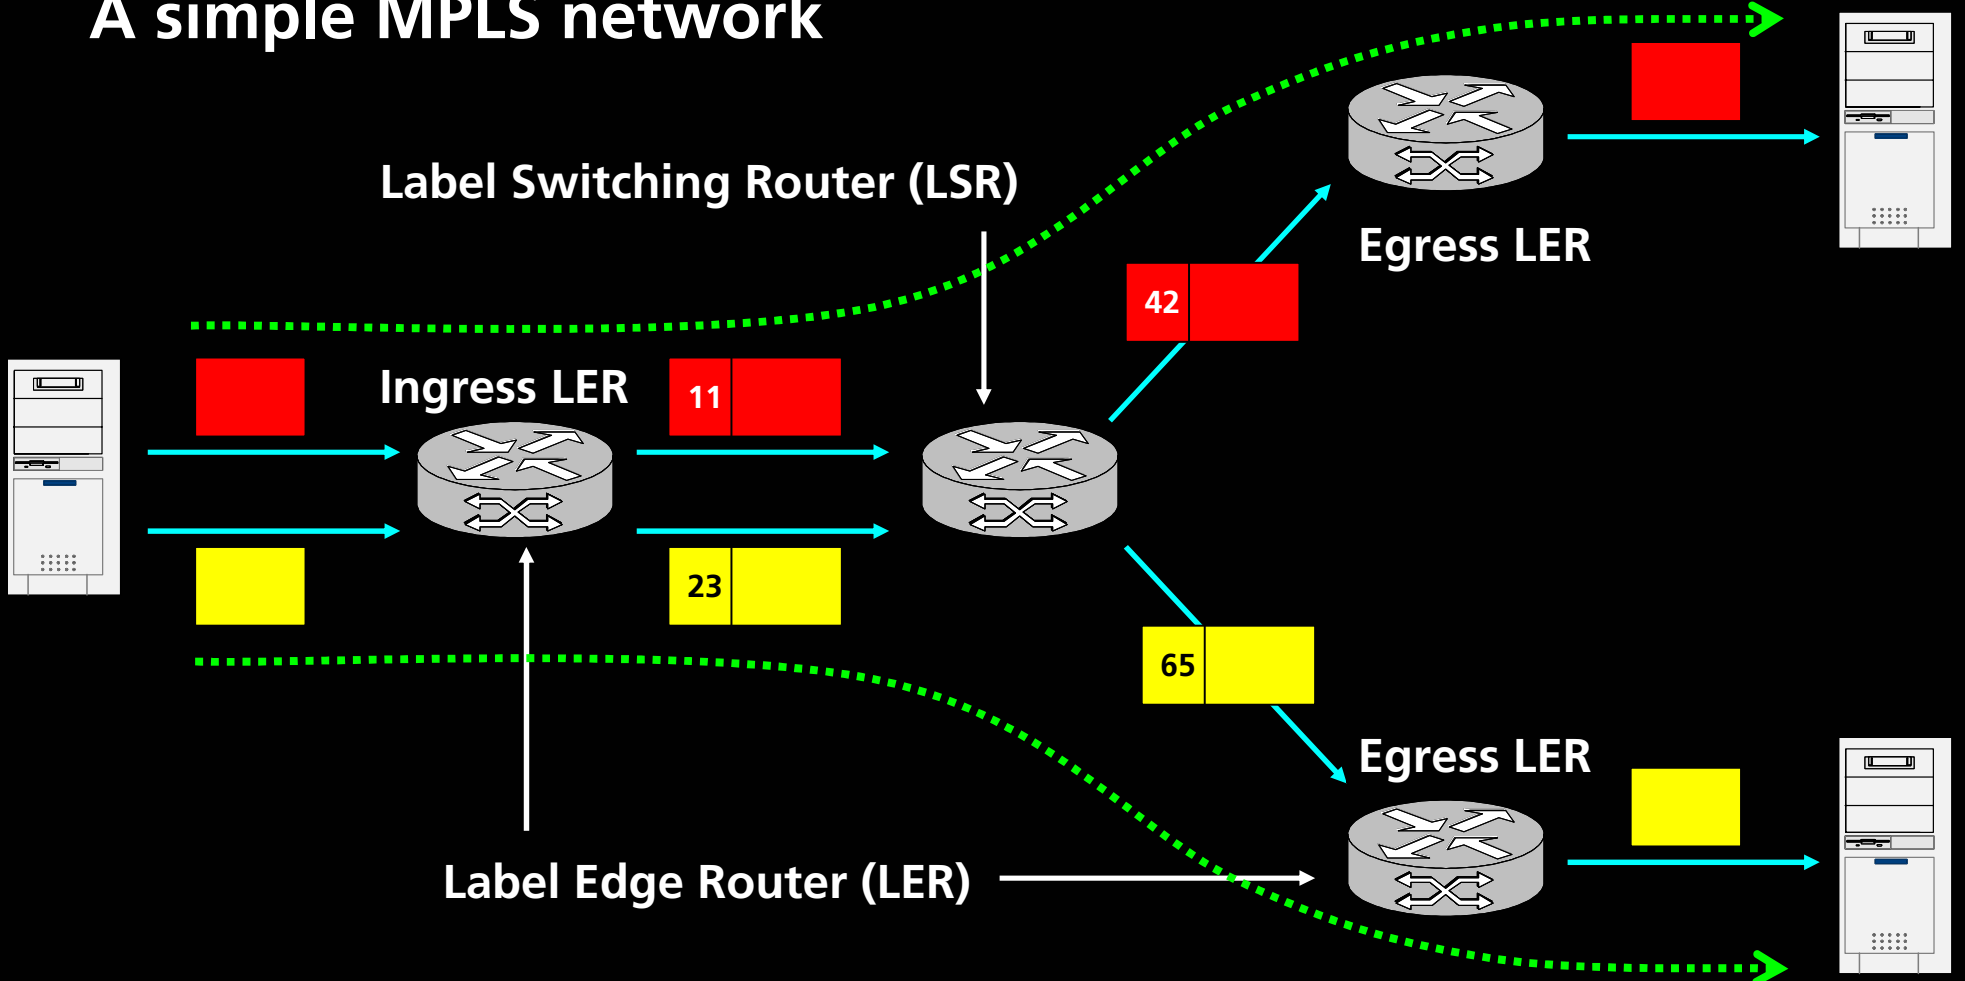 A simple MPLS network
Label Switching Router (LSR)
Egress LER
42
Ingress LER
11
23
65
Egress LER
Label Edge Router (LER)